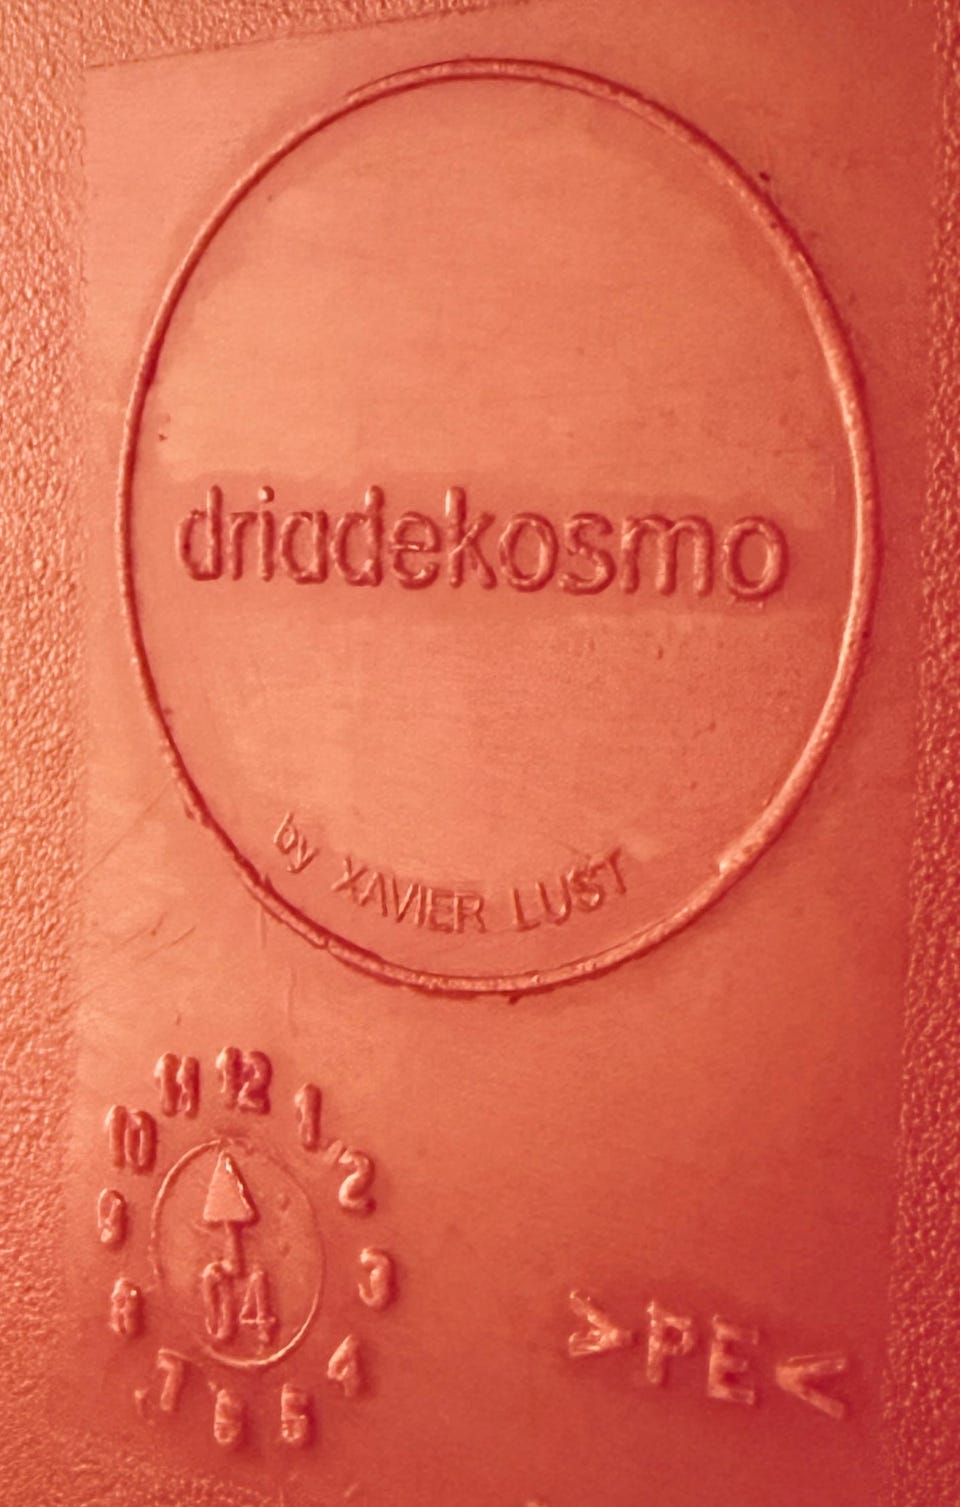 driadekosmo
by XAVIER LUST
11 12 1
10 2
9 3
04
8 4
7 6 5
>PE<